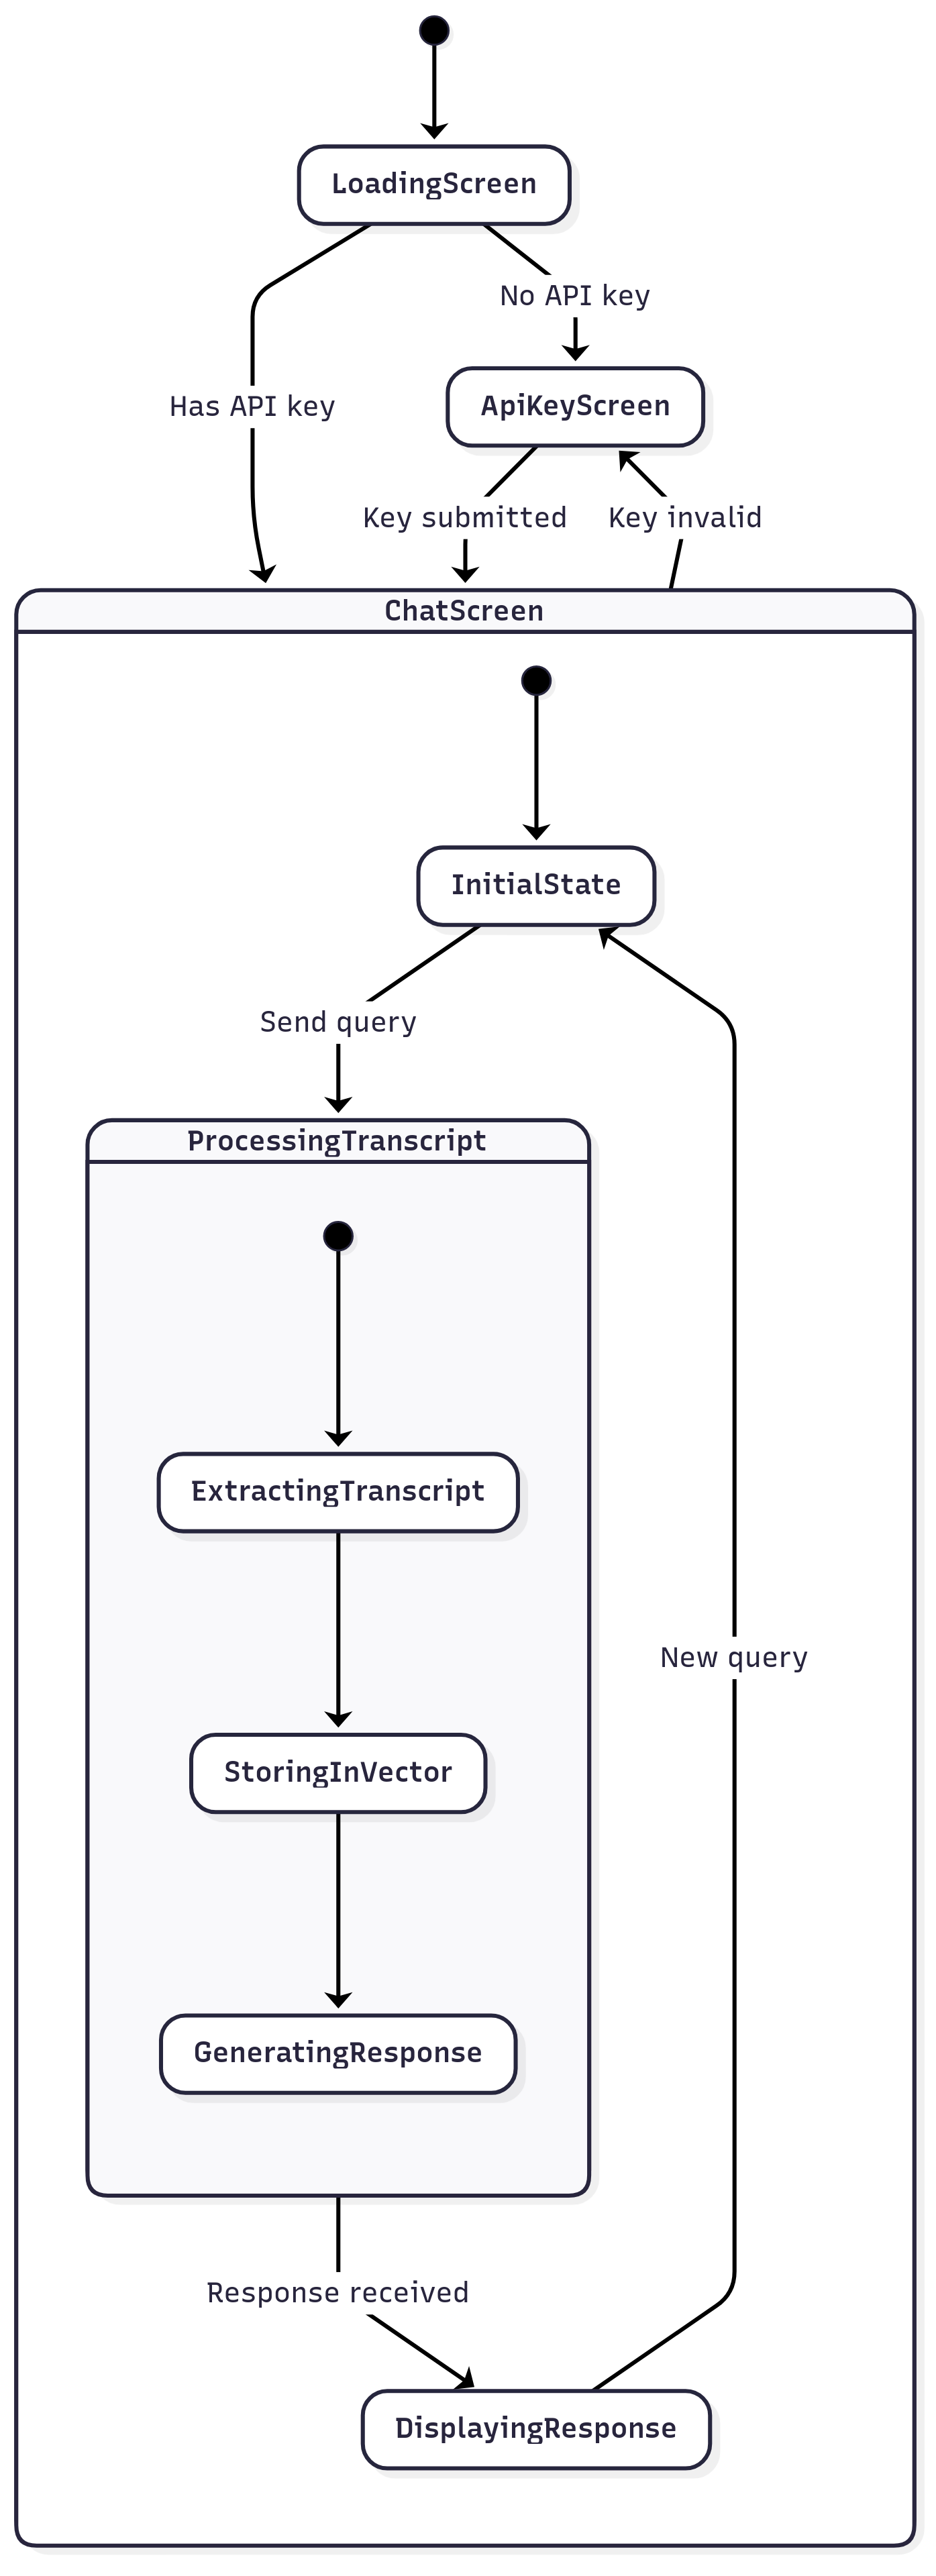 LoadingScreen
No API key
Has API key
ApiKeyScreen
Key submitted
Key invalid
ChatScreen
InitialState
Send query
ProcessingTranscript
ExtractingTranscript
New query
StoringInVector
GeneratingResponse
Response received
DisplayingResponse